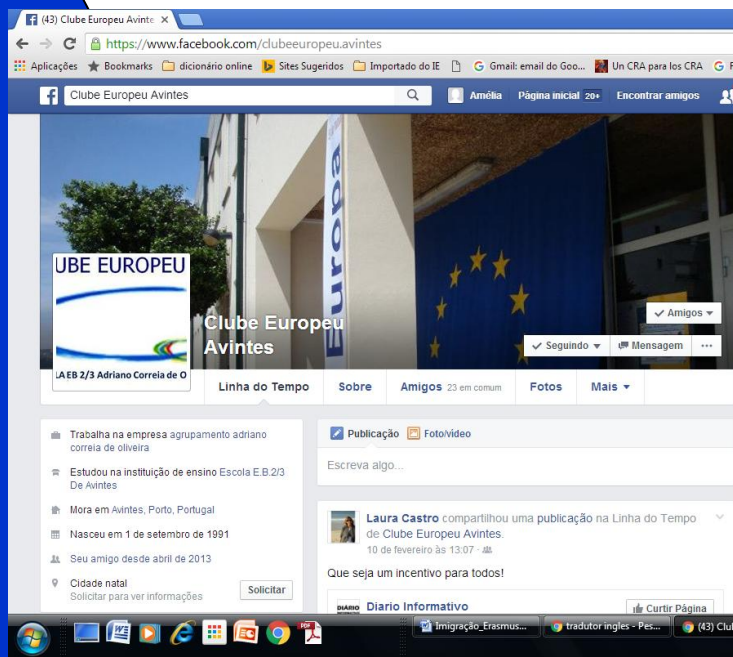 (43) Clube Europeu Avinte
https://www.facebook.com/clubeeuropeu.avintes
Aplicações Bookmarks dicionário online Sites Sugeridos Importado do IE Gmail: email do Goo... Un CRA para los CRA
Clube Europeu Avintes Amélia Página inicial 20+ Encontrar amigos
Europa
UBE EUROPEU
LA EB 2/3 Adriano Correia de O
Clube Europeu
Avintes
Amigos
Seguindo Mensagem ...
Linha do Tempo Sobre Amigos 23 em comum Fotos Mais
Trabalha na empresa agrupamento adriano
correia de oliveira
Estudou na instituição de ensino Escola E.B.2/3
De Avintes
Mora em Avintes, Porto, Portugal
Nasceu em 1 de setembro de 1991
Seu amigo desde abril de 2013
Cidade natal
Solicitar para ver informações
Solicitar
Publicação Foto/vídeo
Escreva algo...
Laura Castro compartilhou uma publicação na Linha do Tempo
de Clube Europeu Avintes.
10 de fevereiro às 13:07
Que seja um incentivo para todos!
DIÁRIO Diario Informativo Curtir Página
Imigração_Erasmus... tradutor ingles - Pes... (43) Clu